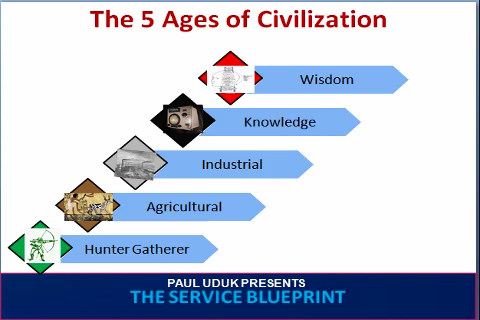 The 5 Ages of Civilization
Wisdom
Knowledge
Industrial
Agricultural
Hunter Gatherer
PAUL UDUK PRESENTS
THE SERVICE BLUEPRINT